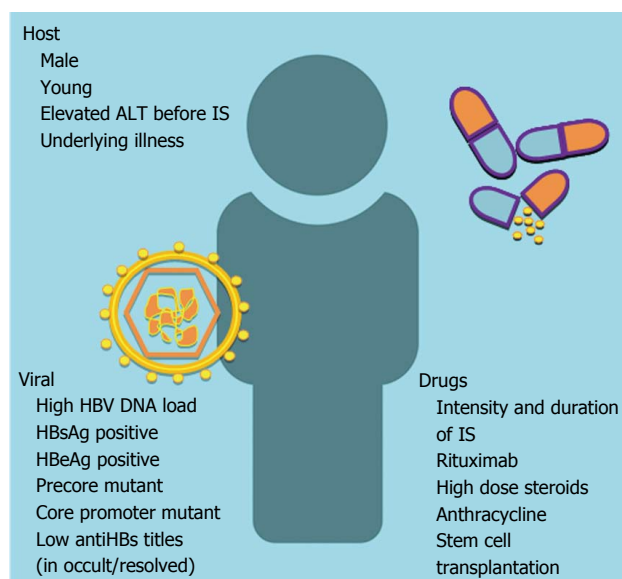 Host
Male
Young
Elevated ALT before IS
Underlying illness
Viral
High HBV DNA load
HBsAg positive
HBeAg positive
Precore mutant
Core promoter mutant
Low antiHBs titles
(in occult/resolved)
Drugs
Intensity and duration
of IS
Rituximab
High dose steroids
Anthracycline
Stem cell
transplantation